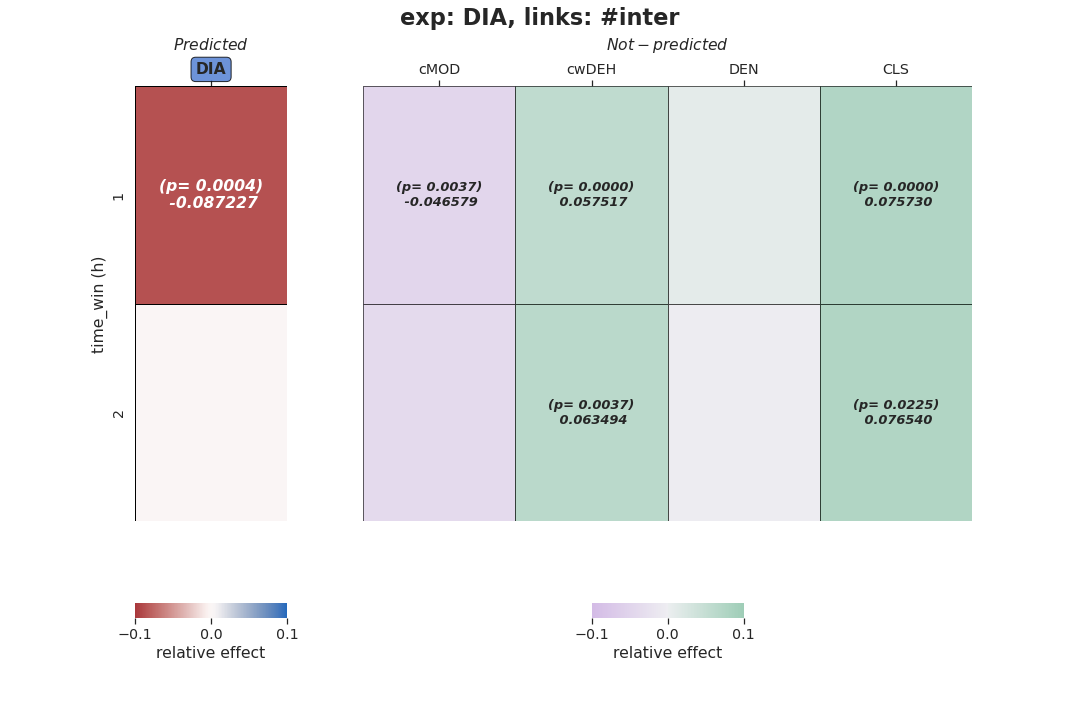 exp: DIA, links: #inter
Predicted
Not−predicted
DIA
cMOD
cwDEH
DEN
CLS
time_win (h)
1
(p= 0.0004)
-0.087227
(p= 0.0037)
-0.046579
(p= 0.0000)
0.057517
(p= 0.0000)
0.075730
2
(p= 0.0037)
0.063494
(p= 0.0225)
0.076540
−0.1
0.0
0.1
relative effect
−0.1
0.0
0.1
relative effect